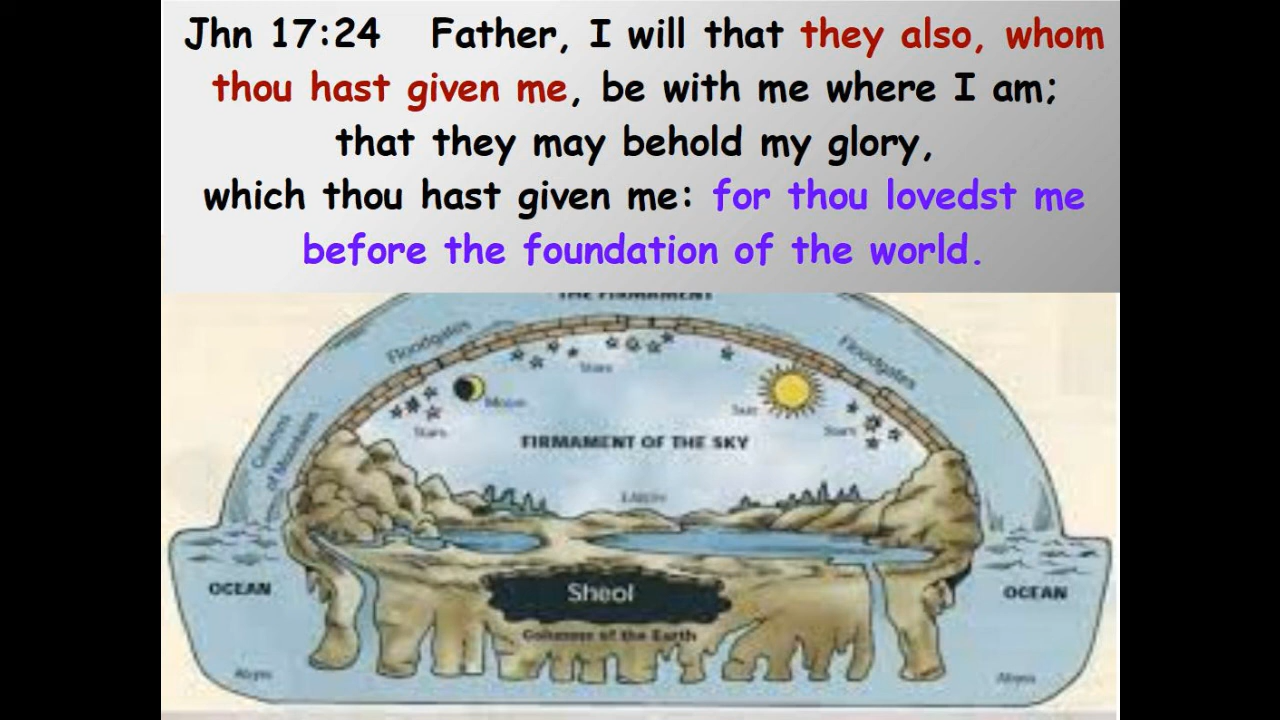 Jhn 17:24 Father, I will that they also, whom
thou hast given me, be with me where I am;
that they may behold my glory,
which thou hast given me: for thou lovedst me
before the foundation of the world.
THE FIRMAMENT
Floodgates
Floodgates
Stars
Moon
Sun
Stars
Stars
Columns
of Mountains
FIRMAMENT OF THE SKY
EARTH
OCEAN
Sheol
OCEAN
Columns of the Earth
Abyss
Abyss